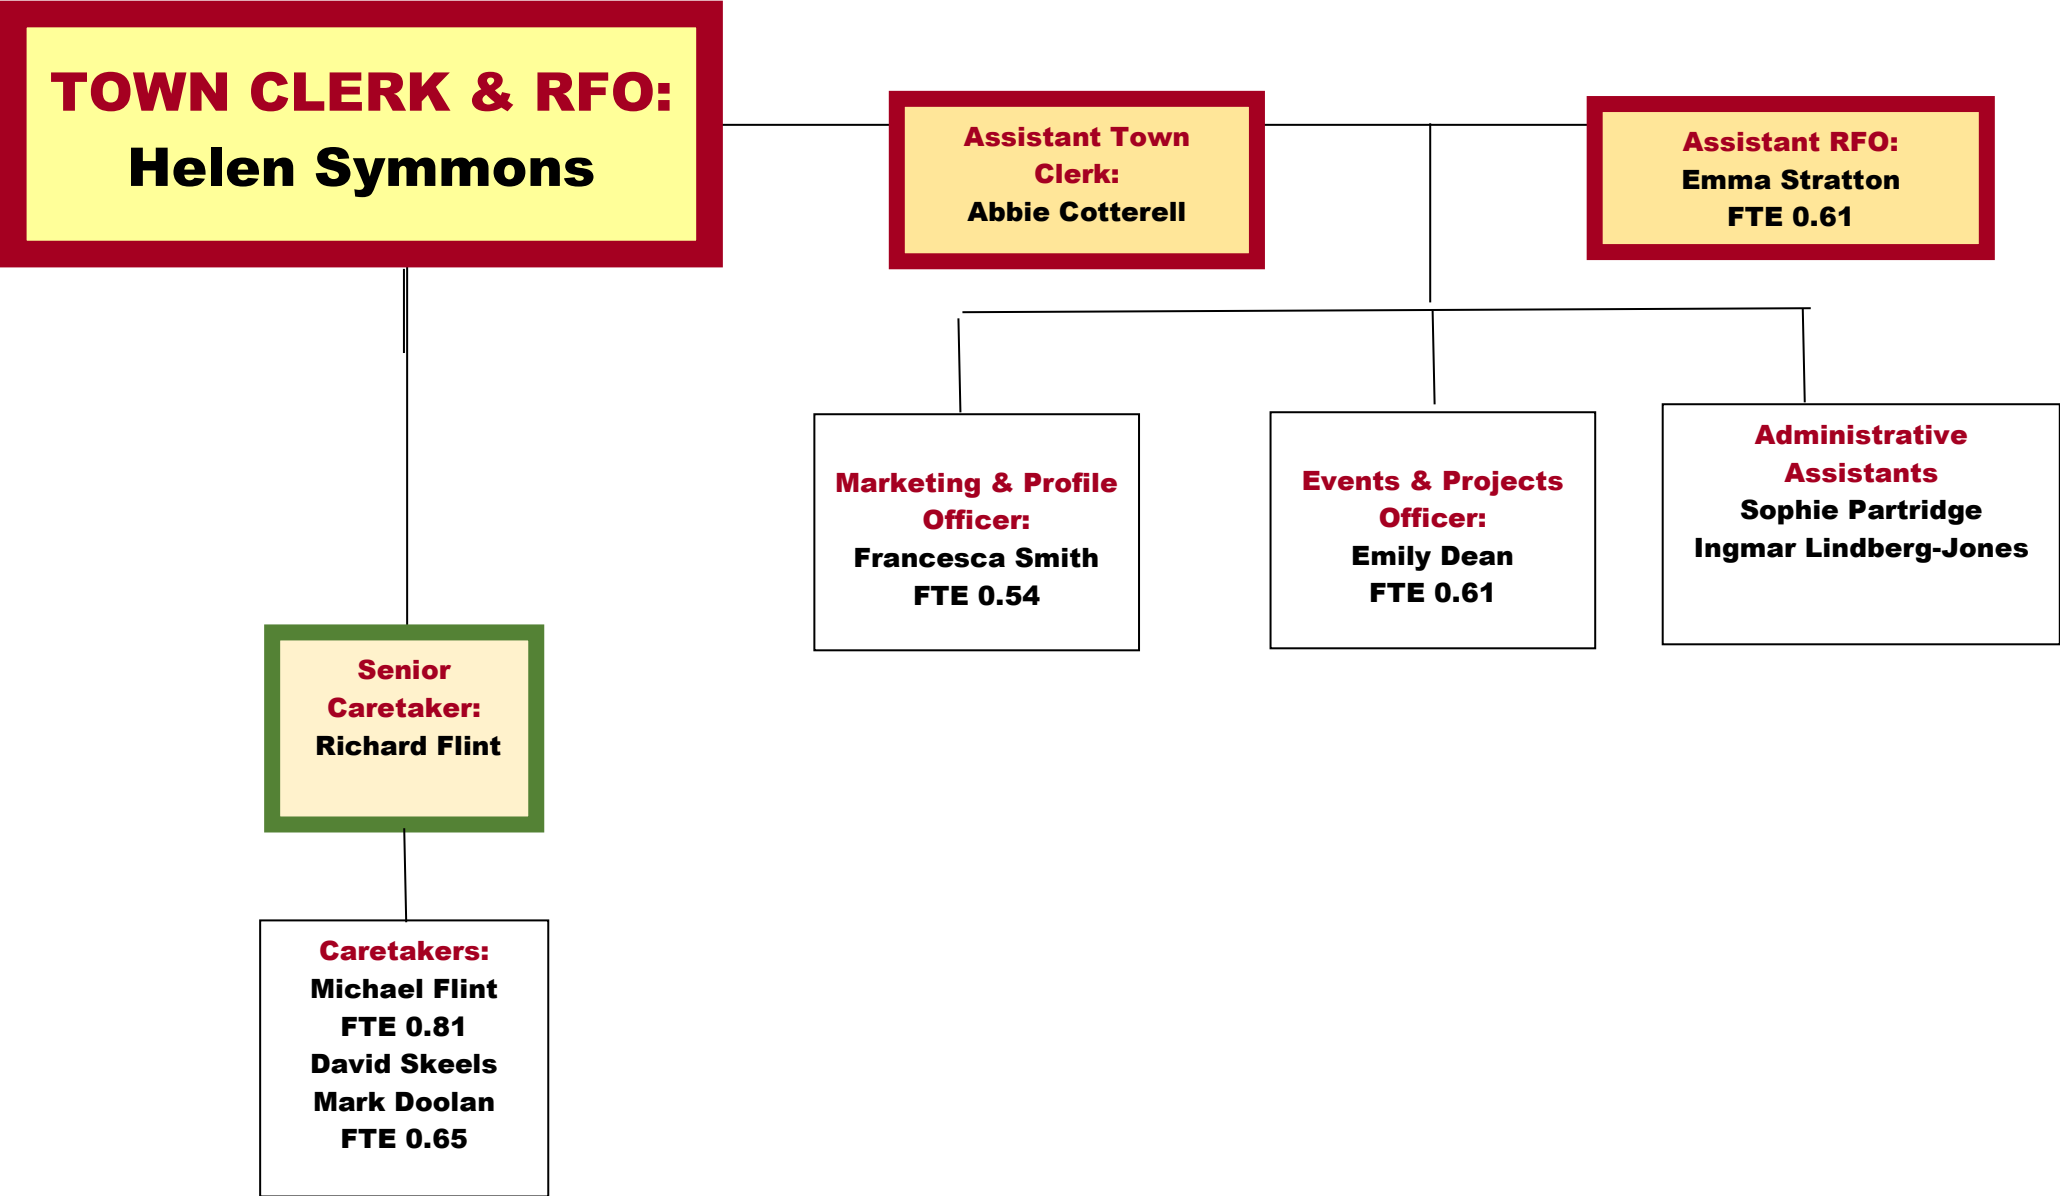 TOWN CLERK & RFO:
Helen Symmons
Assistant Town
Clerk:
Abbie Cotterell
Assistant RFO:
Emma Stratton
FTE 0.61
Marketing & Profile
Officer:
Francesca Smith
FTE 0.54
Events & Projects
Officer:
Emily Dean
FTE 0.61
Administrative
Assistants
Sophie Partridge
Ingmar Lindberg-Jones
Senior
Caretaker:
Richard Flint
Caretakers:
Michael Flint
FTE 0.81
David Skeels
Mark Doolan
FTE 0.65